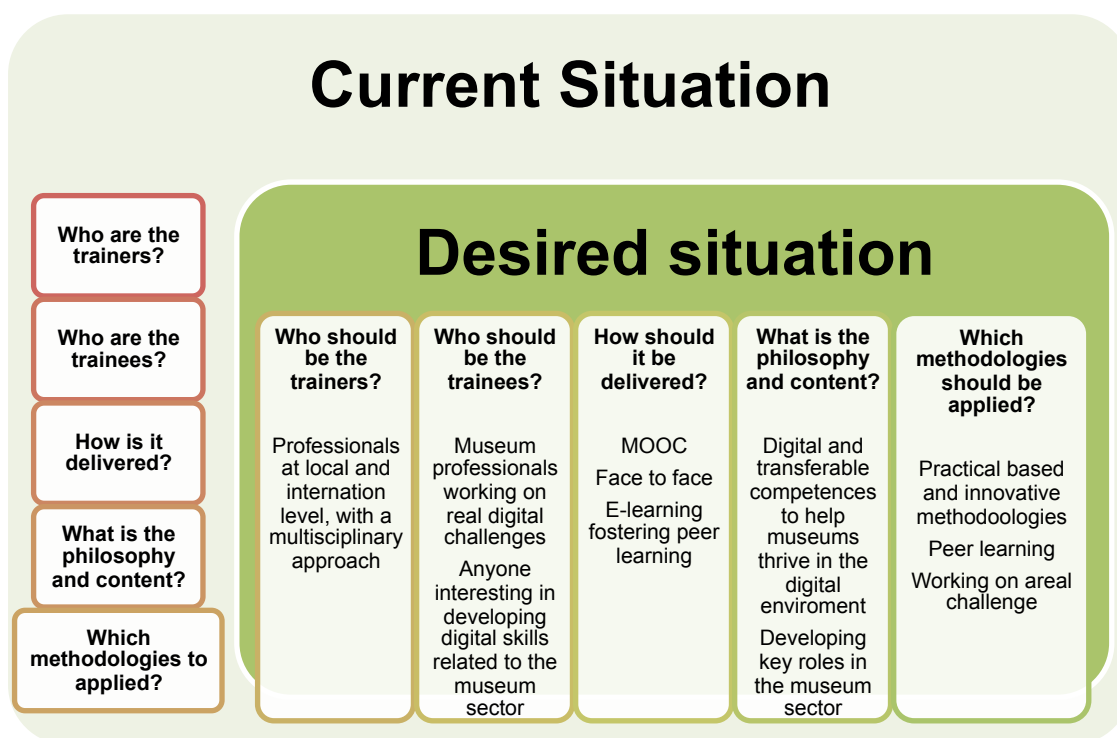 Current Situation
Who are the
trainers?
Who are the
trainees?
How is it
delivered?
What is the
philosophy
and content?
Which
methodologies to
applied?
Desired situation
Who should
be the
trainers?
Professionals
at local and
internation
level, with a
multisciplinary
approach
Who should
be the
trainees?
Museum
professionals
working on
real digital
challenges
Anyone
interesting in
developing
digital skills
related to the
museum
sector
How should
it be
delivered?
MOOC
Face to face
E-learning
fostering peer
learning
What is the
philosophy
and content?
Digital and
transferable
competences
to help
museums
thrive in the
digital
enviroment
Developing
key roles in
the museum
sector
Which
methodologies
should be
applied?
Practical based
and innovative
methodoologies
Peer learning
Working on areal
challenge